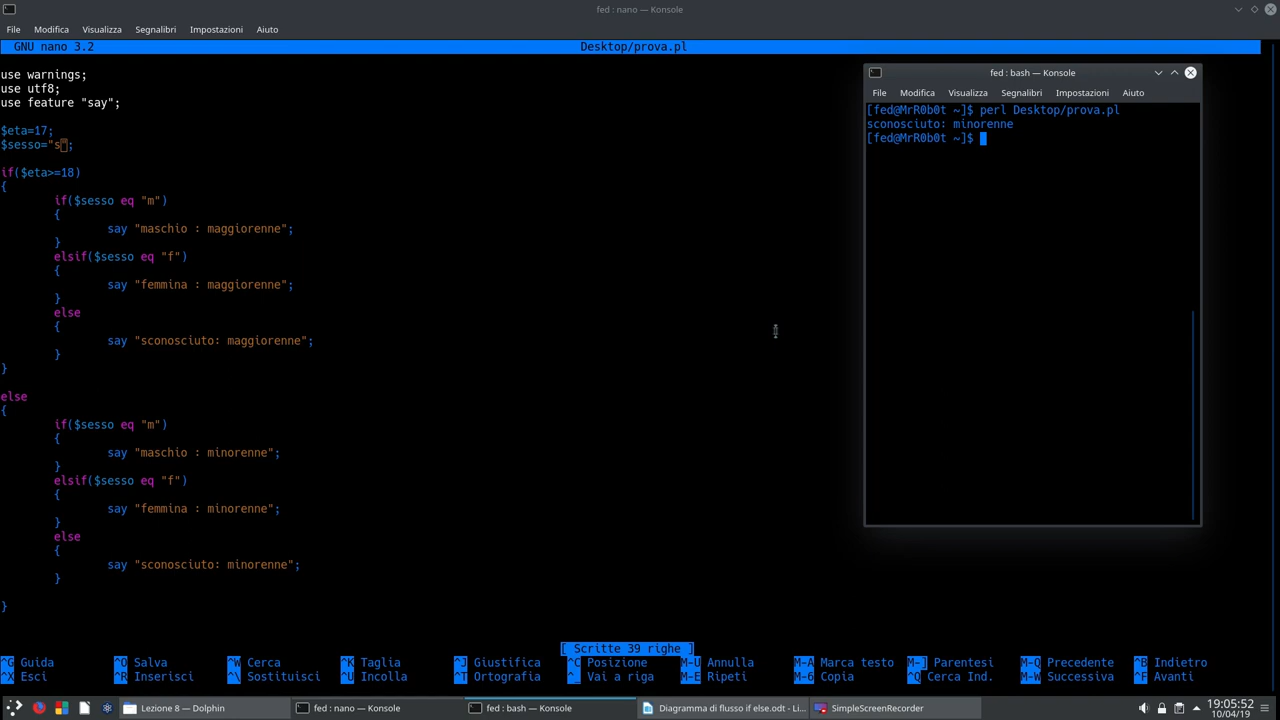 fed : nano — Konsole
File Modifica Visualizza Segnalibri Impostazioni Aiuto
GNU nano 3.2 Desktop/prova.pl
use warnings;
use utf8;
use feature "say";
$eta=17;
$sesso="s";
if($eta>=18)
{
if($sesso eq "m")
{
say "maschio : maggiorenne";
}
elsif($sesso eq "f")
{
say "femmina : maggiorenne";
}
else
{
say "sconosciuto: maggiorenne";
}
}
else
{
if($sesso eq "m")
{
say "maschio : minorenne";
}
elsif($sesso eq "f")
{
say "femmina : minorenne";
}
else
{
say "sconosciuto: minorenne";
}
}
fed : bash — Konsole
File Modifica Visualizza Segnalibri Impostazioni Aiuto
[fed@MrR0b0t ~]$ perl Desktop/prova.pl
sconosciuto: minorenne
[fed@MrR0b0t ~]$
[ Scritte 39 righe ]
^G Guida ^O Salva ^W Cerca ^K Taglia ^J Giustifica ^C Posizione M-U Annulla M-A Marca testo M-] Parentesi M-Q Precedente ^B Indietro
^X Esci ^R Inserisci ^\ Sostituisci ^U Incolla ^T Ortografia ^_ Vai a riga M-E Ripeti M-6 Copia ^Q Cerca Ind. M-W Successiva ^F Avanti
Lezione 8 — Dolphin fed : nano — Konsole fed : bash — Konsole Diagramma di flusso if else.odt - Li... SimpleScreenRecorder 19:05:52
10/04/19